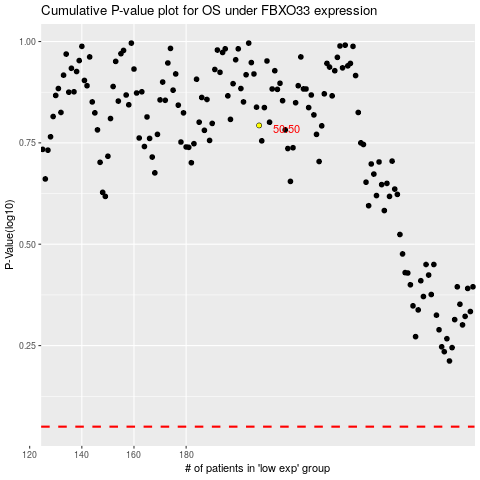 Cumulative P-value plot for OS under FBXO33 expression
1.00
0.75
0.50
0.25
P-Value(log10)
50-50
120 140 160 180
# of patients in 'low exp' group